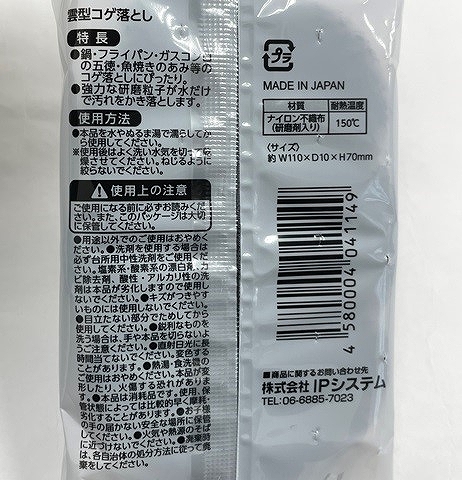 雲型コゲ落とし
特長
●鍋・フライパン・ガスコンロ
の五徳・魚焼きのあみ等の
コゲ落としにぴったり。
●強力な研磨粒子が水だけ
で汚れをかき落とします。
使用方法
●本品を水やぬるま湯で濡らしてか
ら使用してください。
※使用後はよく洗い水気を切って乾
燥させてください。ねじるように
絞らないでください。
使用上の注意
ご使用になる前に必ずお読みくだ
さい。また、このパッケージは大切
に保管してください。
●用途以外でのご使用はおやめく
ださい。●洗剤を使用する場合は
必ず台所用中性洗剤をご使用くだ
さい。塩素系・酸素系の漂白剤、カ
ビ除去剤、酸性・アルカリ性の洗
剤は本品が劣化しますので使用し
ないでください。●キズがつきやす
いものには使用しないでください。
●目立たない部分でためしてから
使用してください。●鋭利なものを
洗う場合は、手や本品を切らないよ
うご注意ください。●直射日光に長
時間当てないでください。変色する
ことがあります。●熱湯・食洗機の
ご使用はおやめください。本品が変
形したり、火傷する恐れがありま
す。●本品は消耗品です。使用、保
管状態によっては比較的早く摩耗・
劣化することがあります。●お子様
の手の届かない安全な場所に保管
してください。●火気や熱源のそば
に近づけないでください。●廃棄時
は、各自治体の処分方法に従って廃
棄をしてください。
プラ
MADE IN JAPAN
材質 耐熱温度
ナイロン不織布
(研磨剤入り) 150℃
〈サイズ〉
約 W110×D10×H70mm
4 580004 041149
■商品に関するお問い合わせ先
株式会社 IPシステム
TEL:06-6885-7023